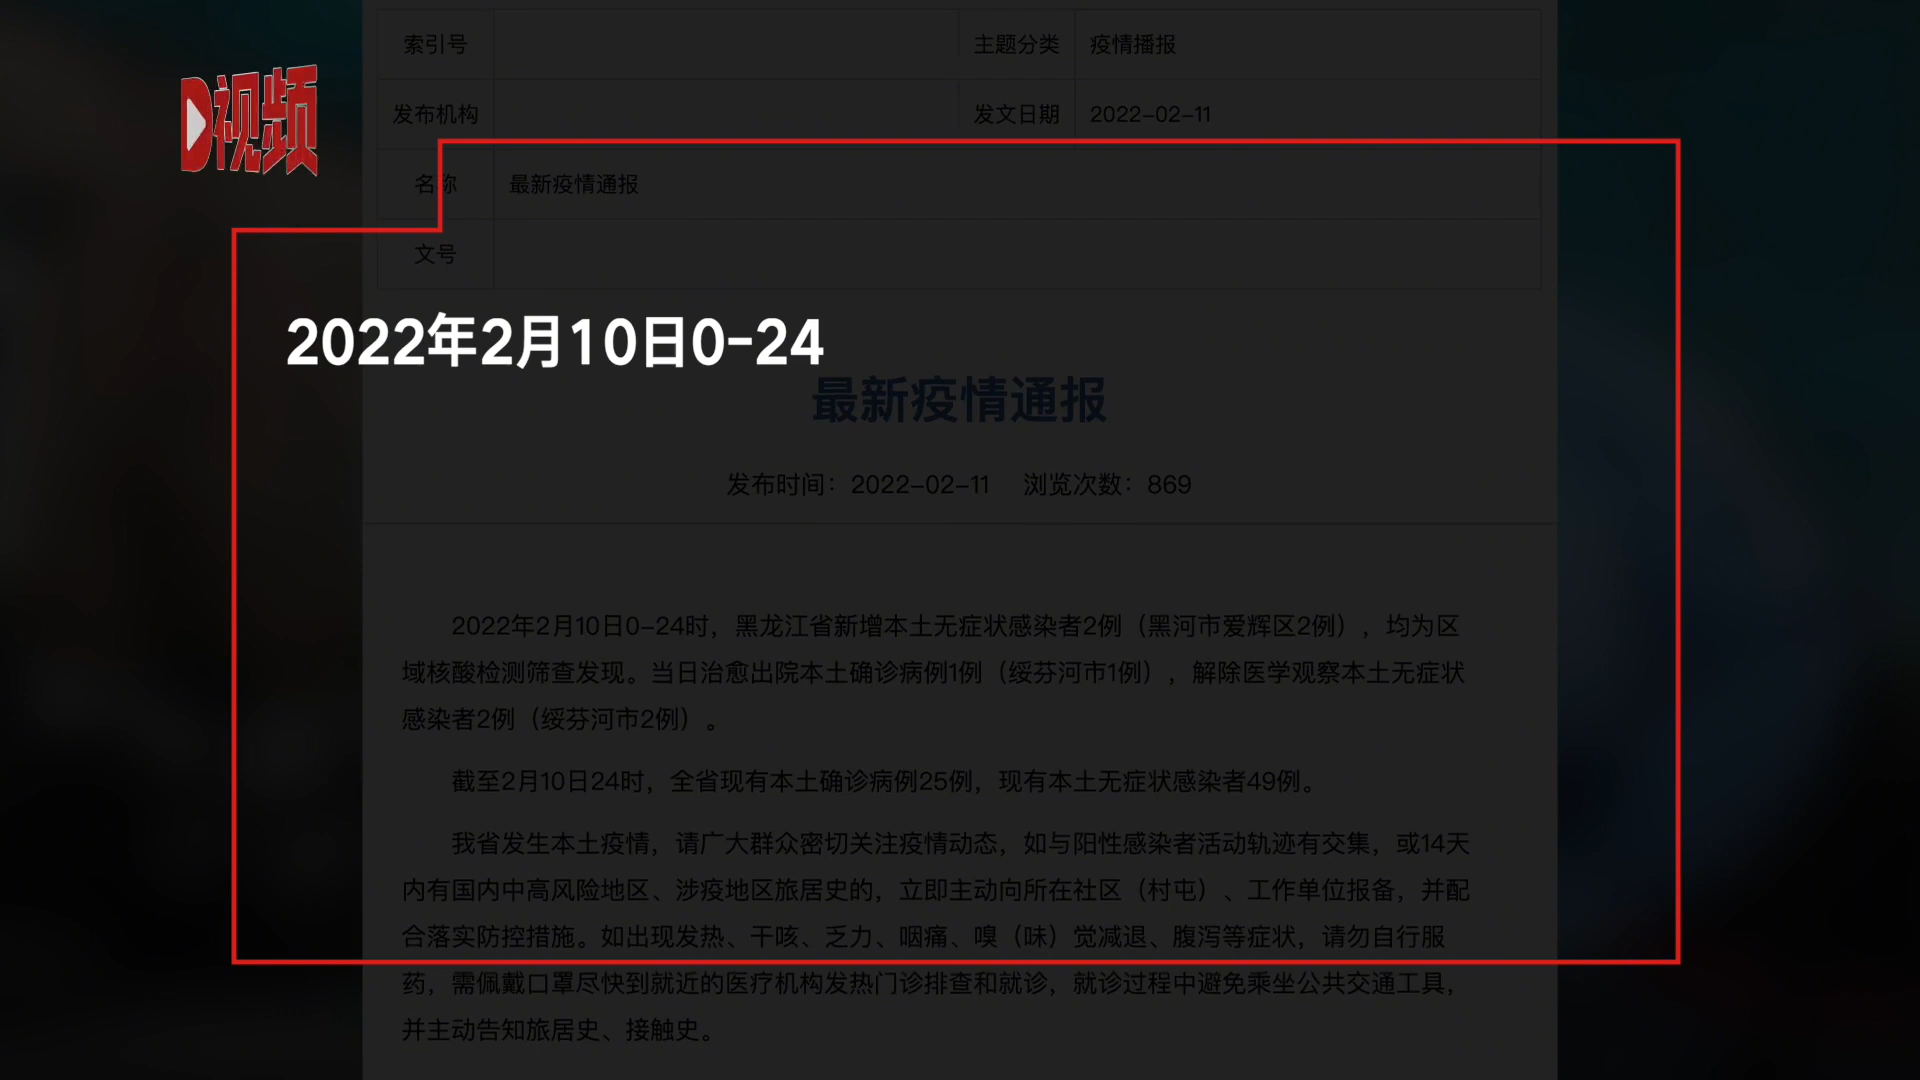 索引号
主题分类 疫情播报
D视频
发布机构
发文日期 2022-02-11
名称 最新疫情通报
文号
2022年2月10日0-24
最新疫情通报
发布时间：2022-02-11 浏览次数：869
2022年2月10日0-24时，黑龙江省新增本土无症状感染者2例（黑河市爱辉区2例），均为区
域核酸检测筛查发现。当日治愈出院本土确诊病例1例（绥芬河市1例），解除医学观察本土无症状
感染者2例（绥芬河市2例）。
截至2月10日24时，全省现有本土确诊病例25例，现有本土无症状感染者49例。
我省发生本土疫情，请广大群众密切关注疫情动态，如与阳性感染者活动轨迹有交集，或14天
内有国内中高风险地区、涉疫地区旅居史的，立即主动向所在社区（村屯）、工作单位报备，并配
合落实防控措施。如出现发热、干咳、乏力、咽痛、嗅（味）觉减退、腹泻等症状，请勿自行服
药，需佩戴口罩尽快到就近的医疗机构发热门诊排查和就诊，就诊过程中避免乘坐公共交通工具，
并主动告知旅居史、接触史。